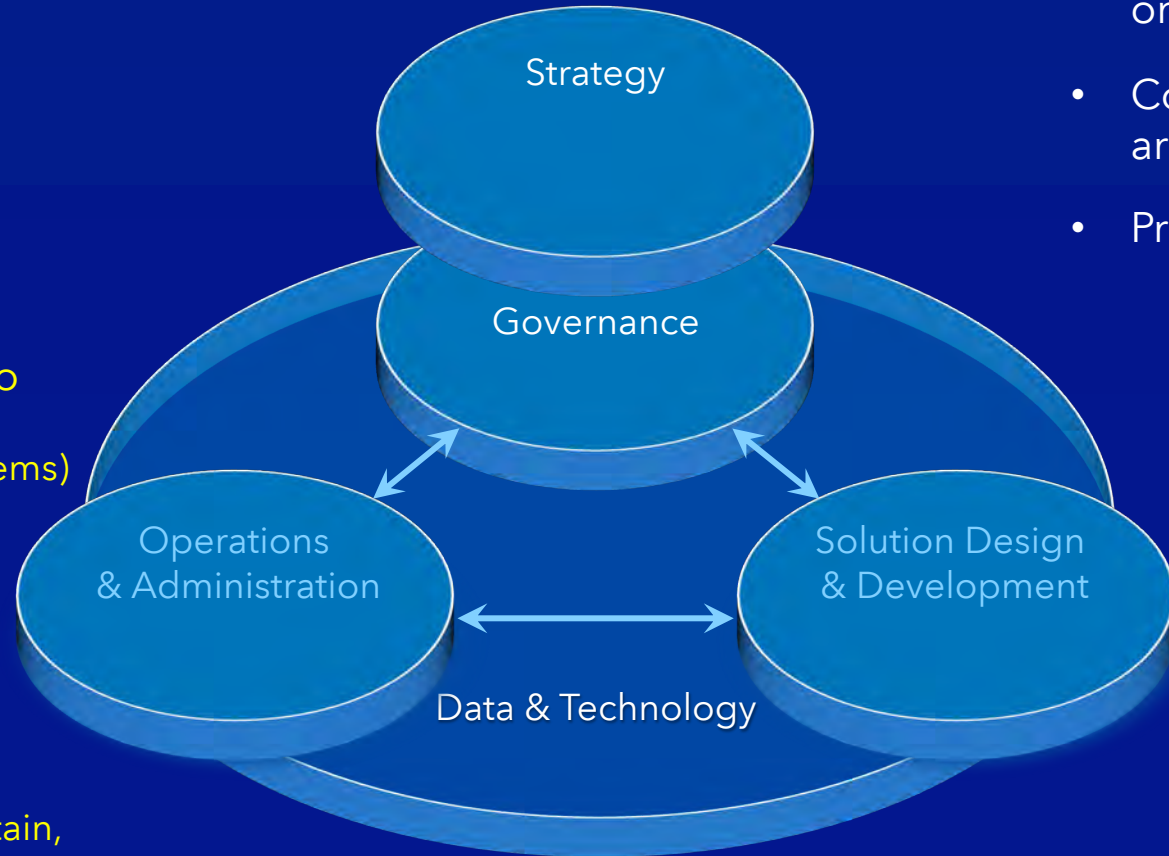 Strategy
•
•
Governance
Operations
& Administration
Solution Design
& Development
Data & Technology